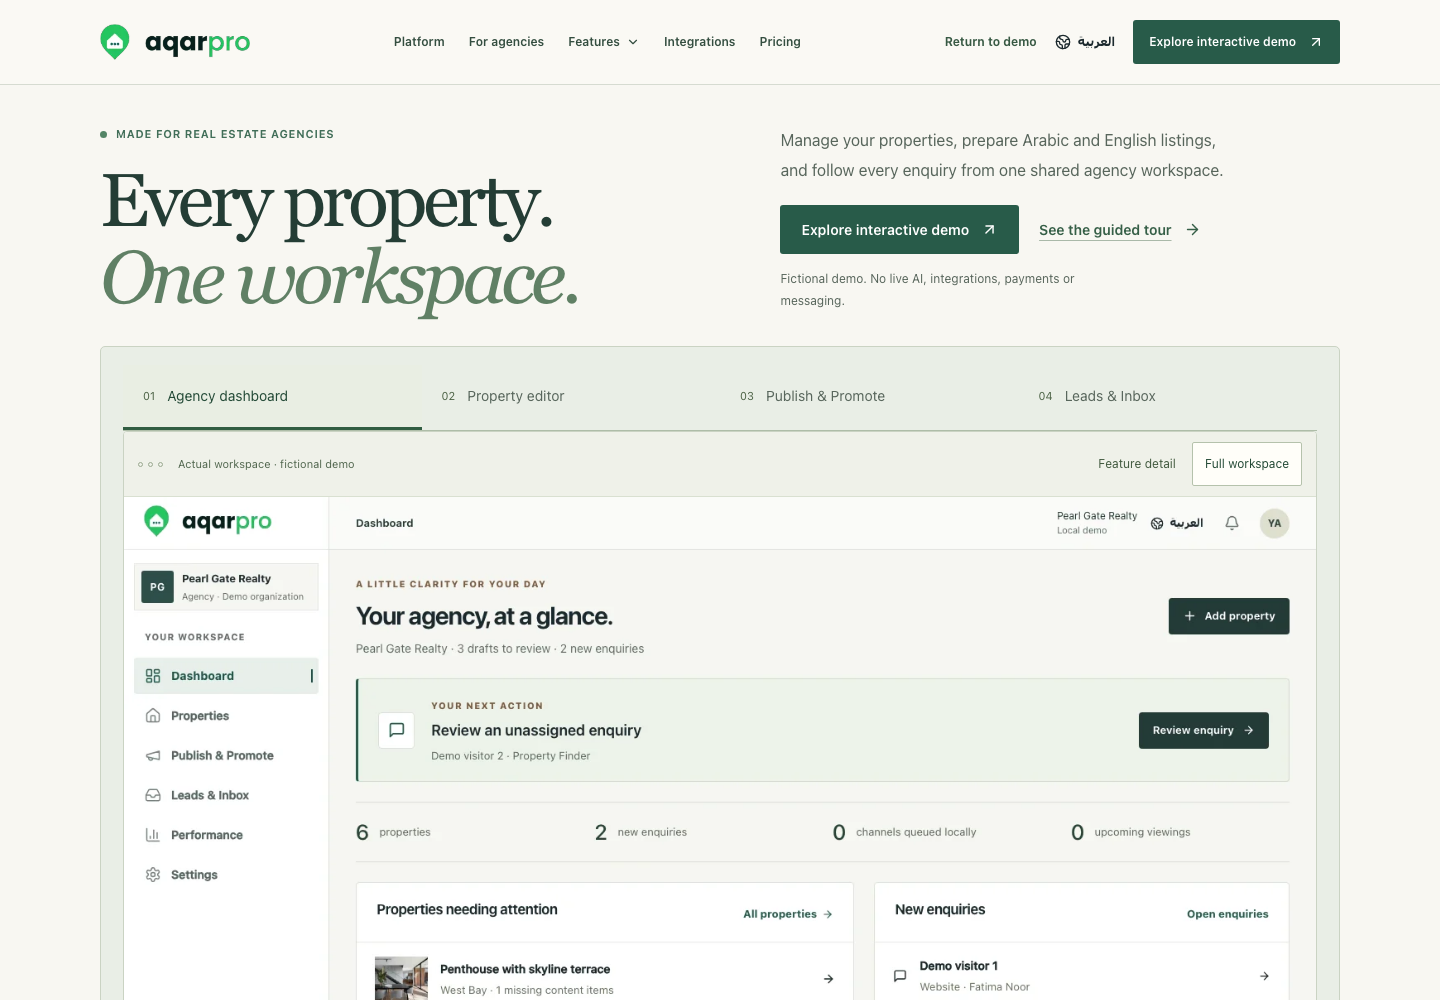 aqarpro
Platform
For agencies
Features
Integrations
Pricing
Return to demo
العربية
Explore interactive demo
MADE FOR REAL ESTATE AGENCIES
Every property.
One workspace.
Manage your properties, prepare Arabic and English listings,
and follow every enquiry from one shared agency workspace.
Explore interactive demo
See the guided tour
Fictional demo. No live AI, integrations, payments or
messaging.
01 Agency dashboard
02 Property editor
03 Publish & Promote
04 Leads & Inbox
Actual workspace · fictional demo
Feature detail
Full workspace
aqarpro
Dashboard
Pearl Gate Realty
Local demo
العربية
YA
PG
Pearl Gate Realty
Agency · Demo organization
YOUR WORKSPACE
Dashboard
Properties
Publish & Promote
Leads & Inbox
Performance
Settings
A LITTLE CLARITY FOR YOUR DAY
Your agency, at a glance.
Pearl Gate Realty · 3 drafts to review · 2 new enquiries
Add property
YOUR NEXT ACTION
Review an unassigned enquiry
Demo visitor 2 · Property Finder
Review enquiry
6 properties
2 new enquiries
0 channels queued locally
0 upcoming viewings
Properties needing attention
All properties
Penthouse with skyline terrace
West Bay · 1 missing content items
New enquiries
Open enquiries
Demo visitor 1
Website · Fatima Noor